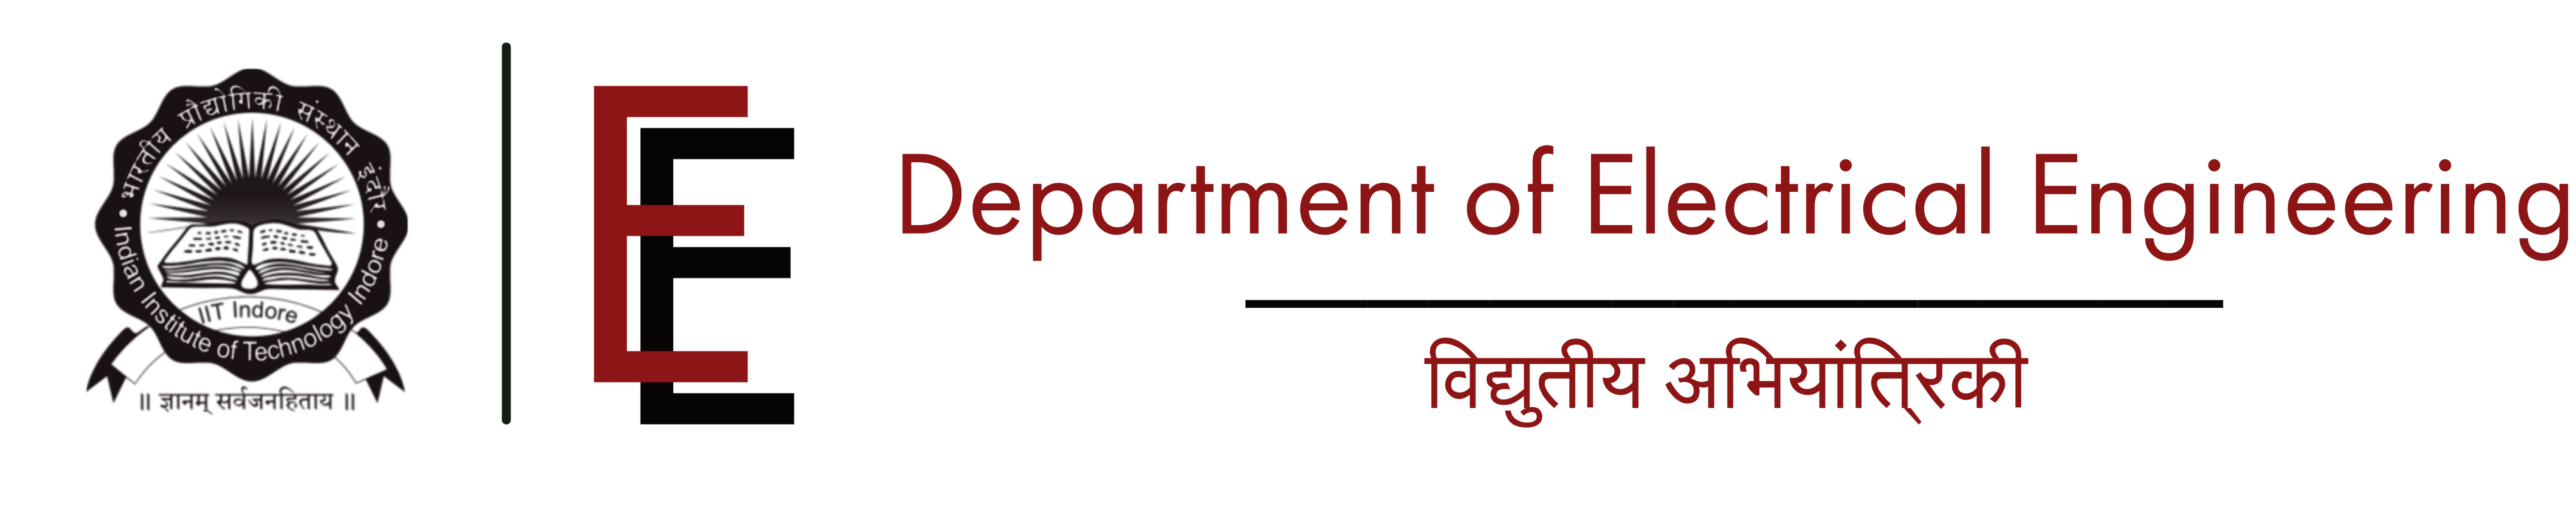 • भारतीय प्रौद्योगिकी संस्थान इंदौर •
Indian Institute of Technology Indore
IIT Indore
॥ ज्ञानम् सर्वजनहिताय ॥
EE
Department of Electrical Engineering
विद्युतीय अभियांत्रिकी